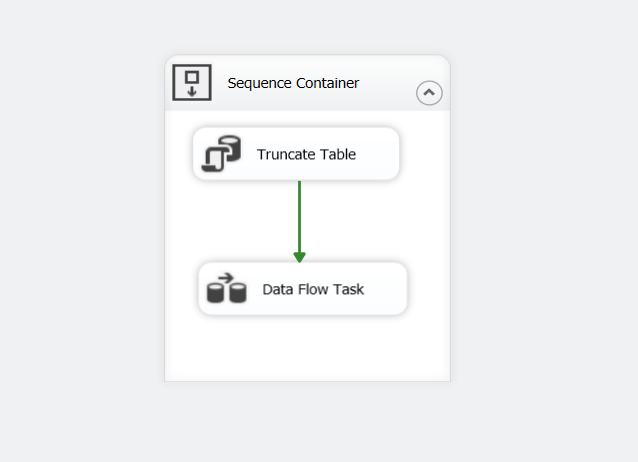 Sequence Container
Truncate Table
Data Flow Task